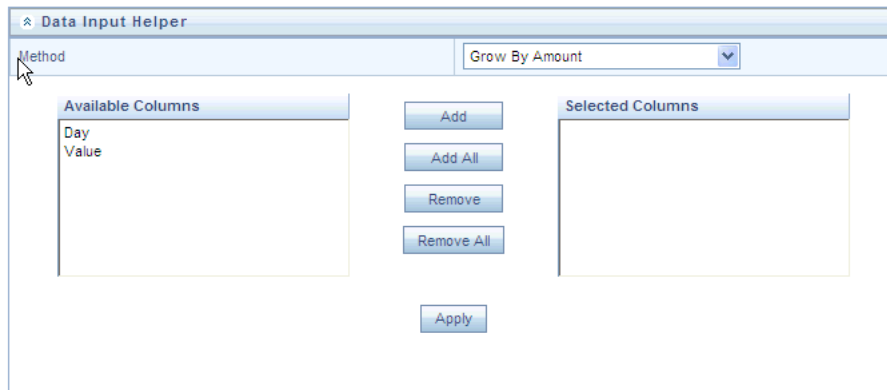 Data Input Helper
Method
Grow By Amount
Available Columns
Day
Value
Add
Add All
Remove
Remove All
Selected Columns
Apply